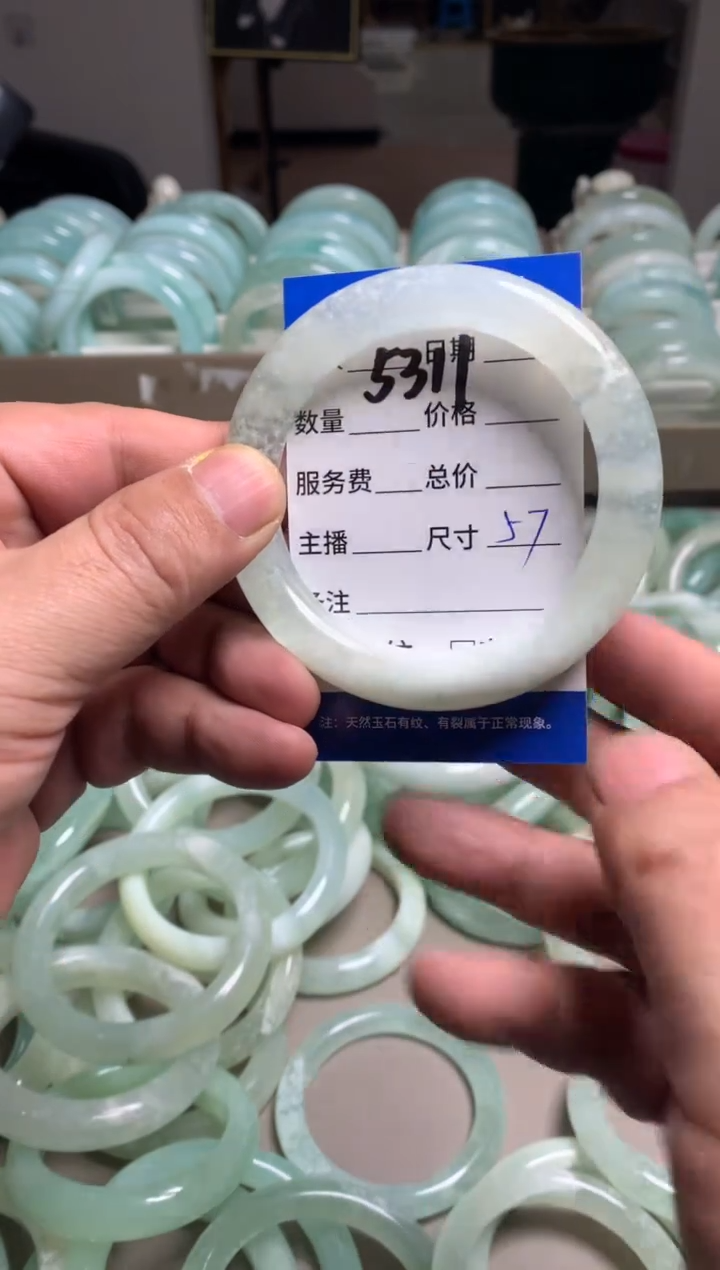 5311 日期
数量 价格
服务费 总价
主播 尺寸 57
注
注：天然玉石有纹、有裂属于正常现象。